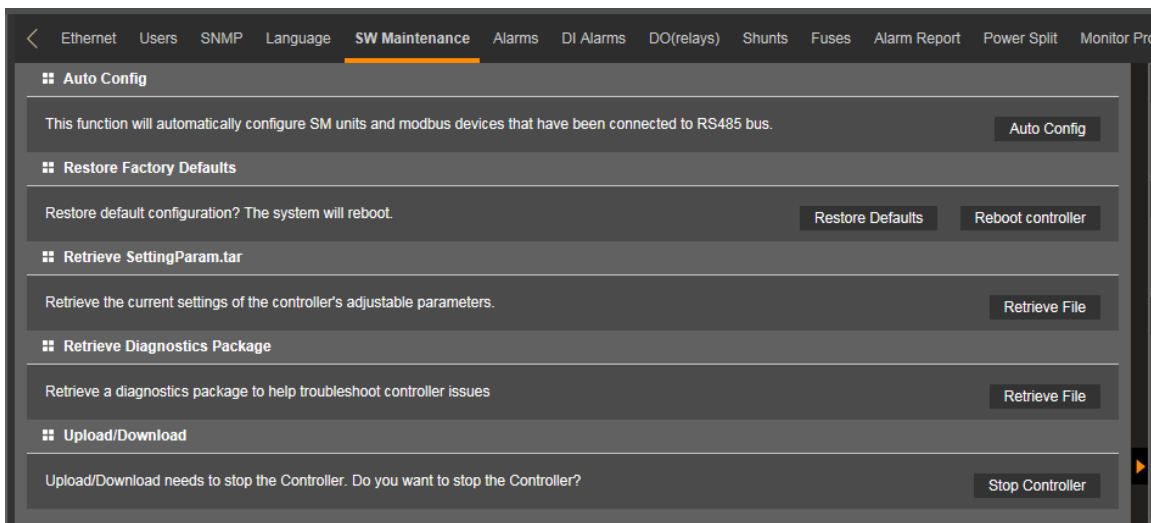 Ethernet Users SNMP Language SW Maintenance Alarms DI Alarms DO(relays) Shunts Fuses Alarm Report Power Split Monitor Pro
Auto Config
This function will automatically configure SM units and modbus devices that have been connected to RS485 bus. Auto Config
Restore Factory Defaults
Restore default configuration? The system will reboot. Restore Defaults Reboot controller
Retrieve SettingParam.tar
Retrieve the current settings of the controller's adjustable parameters. Retrieve File
Retrieve Diagnostics Package
Retrieve a diagnostics package to help troubleshoot controller issues Retrieve File
Upload/Download
Upload/Download needs to stop the Controller. Do you want to stop the Controller? Stop Controller